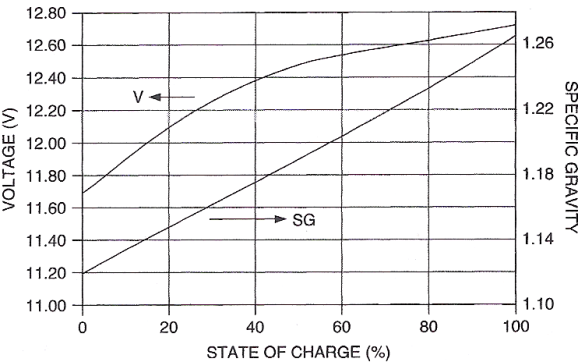 12.80
12.60
12.40
12.20
12.00
11.80
11.60
11.40
11.20
11.00
VOLTAGE (V)
V
SG
1.26
1.22
1.18
1.14
1.10
SPECIFIC GRAVITY
0 20 40 60 80 100
STATE OF CHARGE (%)